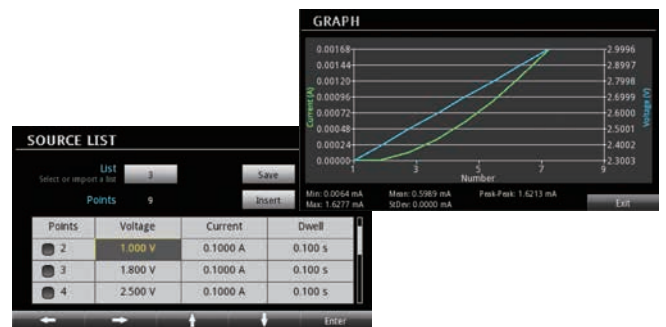 GRAPH
0.00168
0.00144
0.00120
0.00096
0.00072
0.00048
0.00024
0.00000
Current (A)
2.9996
2.8997
2.7998
2.6999
2.6000
2.5001
2.4002
2.3003
Voltage (V)
1 3 5 7 9
Number
Min: 0.0064 mA Mean: 0.5989 mA Peak-Peak: 1.6213 mA
Max: 1.6277 mA StDev: 0.0000 mA
Exit
SOURCE LIST
List 3 Save
Select or import a list
Points 9 Insert
Points Voltage Current Dwell
2 1.000 V 0.1000 A 0.100 s
3 1.800 V 0.1000 A 0.100 s
4 2.500 V 0.1000 A 0.100 s
Enter